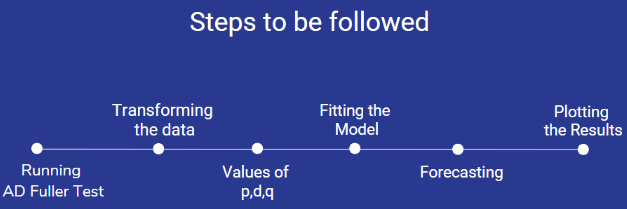 Steps to be followed
Running
AD Fuller Test
Transforming
the data
Values of
p,d,q
Fitting the
Model
Forecasting
Plotting
the Results